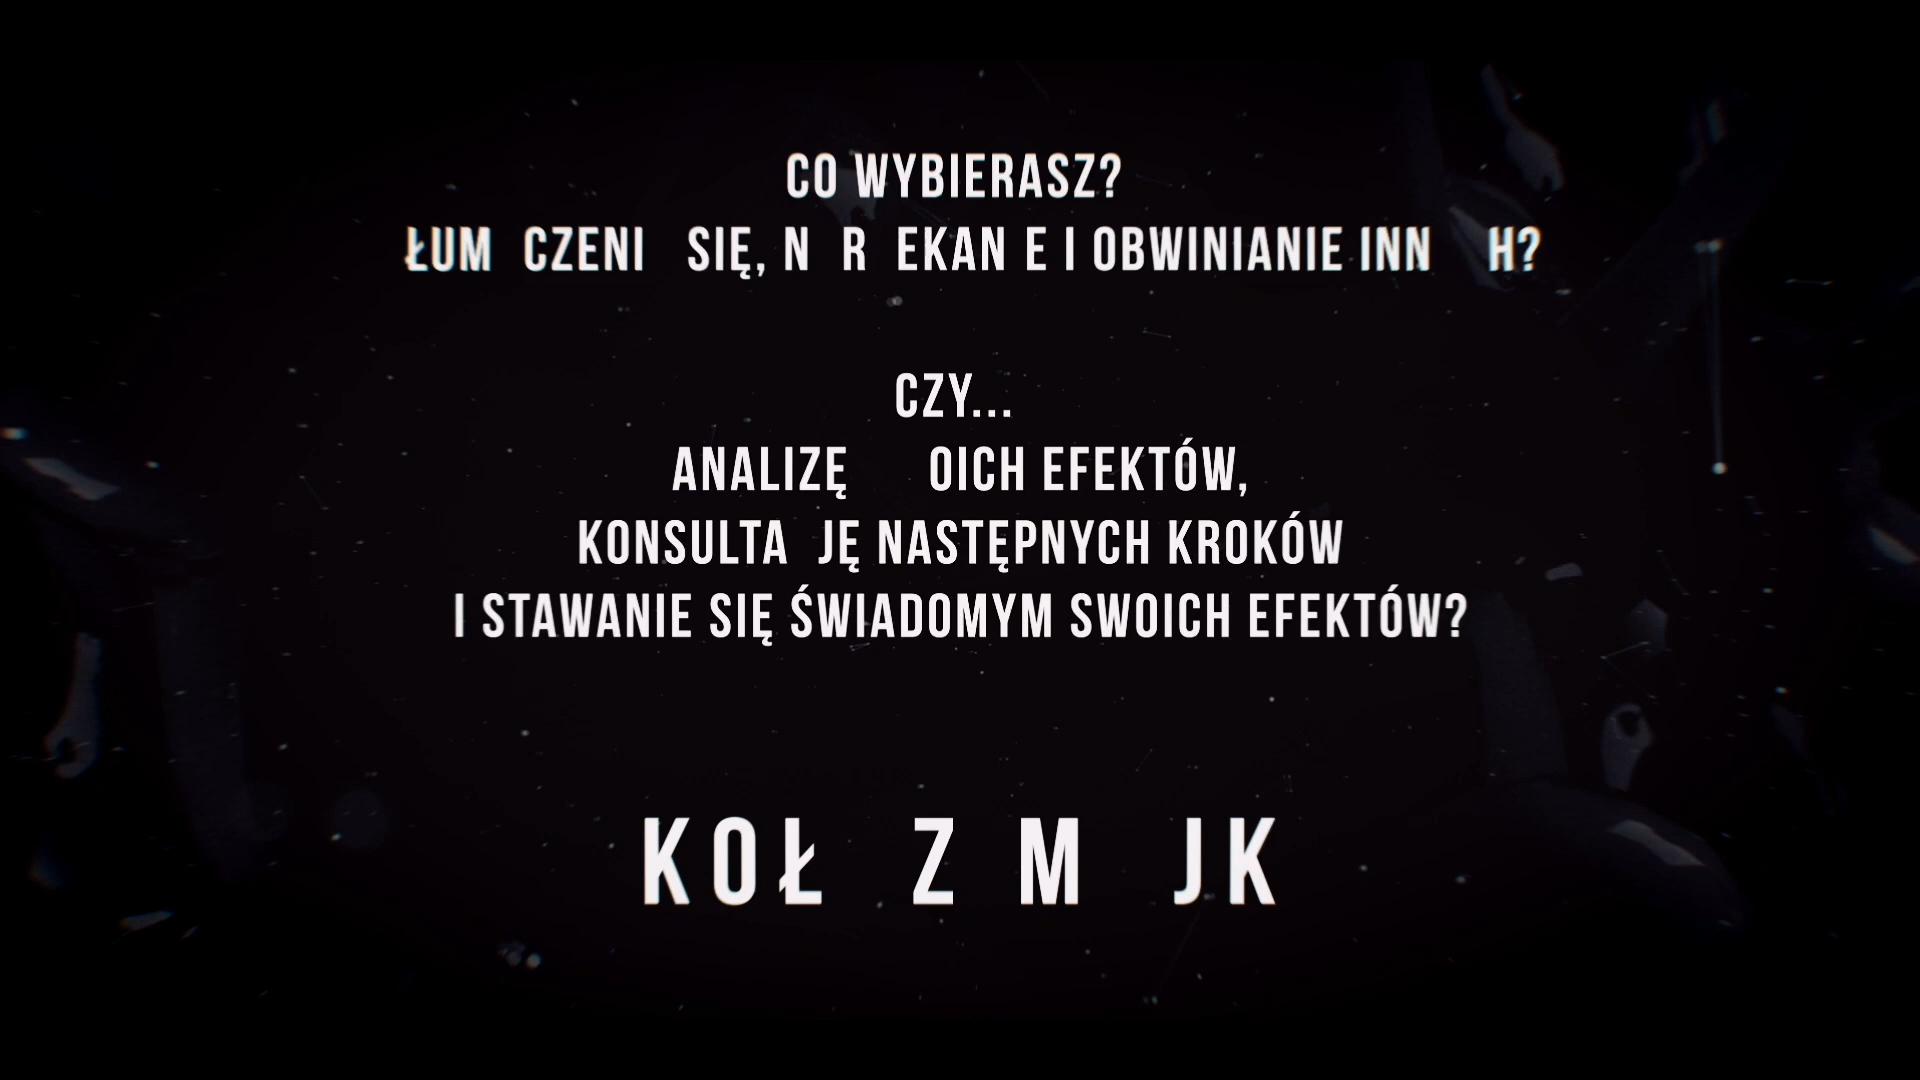 CO WYBIERASZ?
ŁUM CZENI SIĘ, N R EKAN E I OBWINIANIE INN H?
CZY...
ANALIZĘ OICH EFEKTÓW,
KONSULTA JĘ NASTĘPNYCH KROKÓW
I STAWANIE SIĘ ŚWIADOMYM SWOICH EFEKTÓW?
KOŁ Z M JK